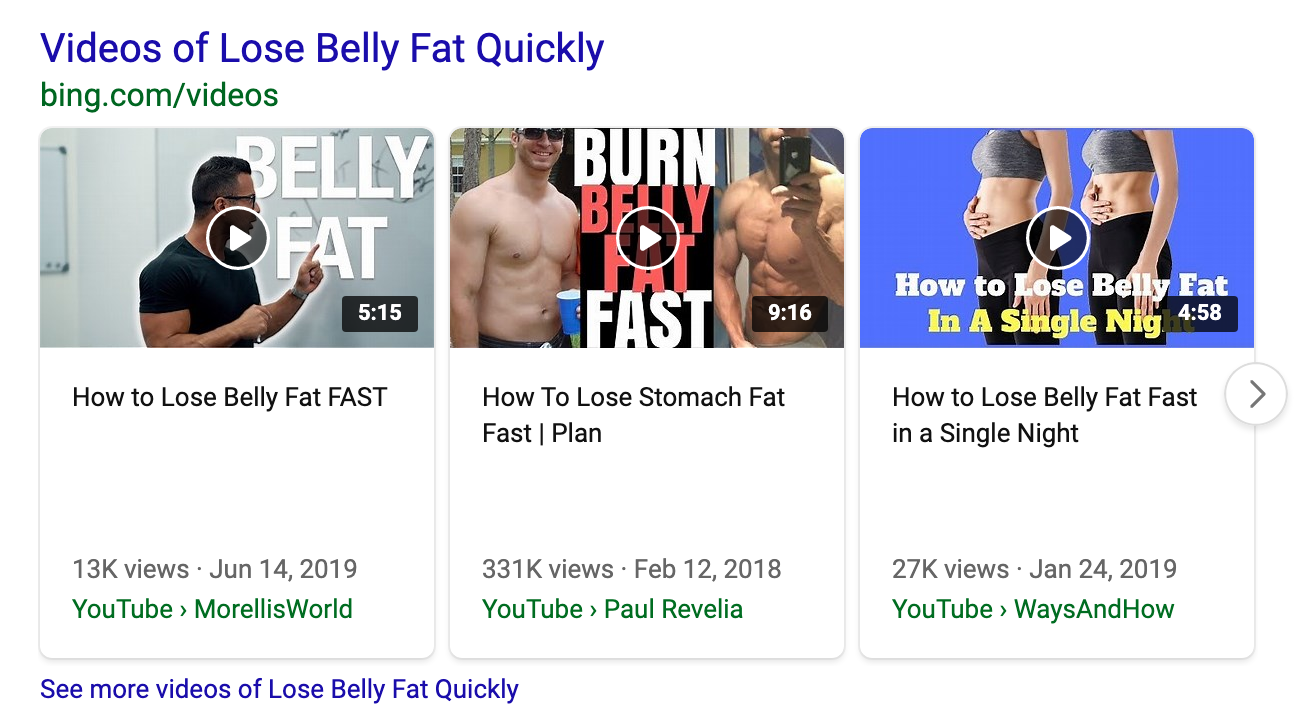 Videos of Lose Belly Fat Quickly
bing.com/videos
BELLY
FAT
5:15
How to Lose Belly Fat FAST
13K views · Jun 14, 2019
YouTube › MorellisWorld
BURN
BELLY
FAT
FAST
9:16
How To Lose Stomach Fat
Fast | Plan
331K views · Feb 12, 2018
YouTube › Paul Revelia
How to Lose Belly Fat
In A Single Night
4:58
How to Lose Belly Fat Fast
in a Single Night
27K views · Jan 24, 2019
YouTube › WaysAndHow
See more videos of Lose Belly Fat Quickly